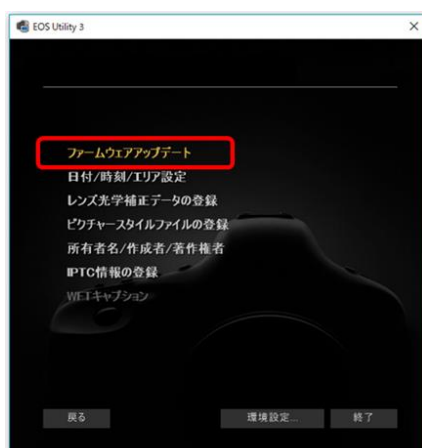 EOS Utility 3
ファームウェアアップデート
日付/時刻/エリア設定
レンズ光学補正データの登録
ピクチャースタイルファイルの登録
所有者名/作成者/著作権者
IPTC情報の登録
WFTキャプション
戻る
環境設定...
終了